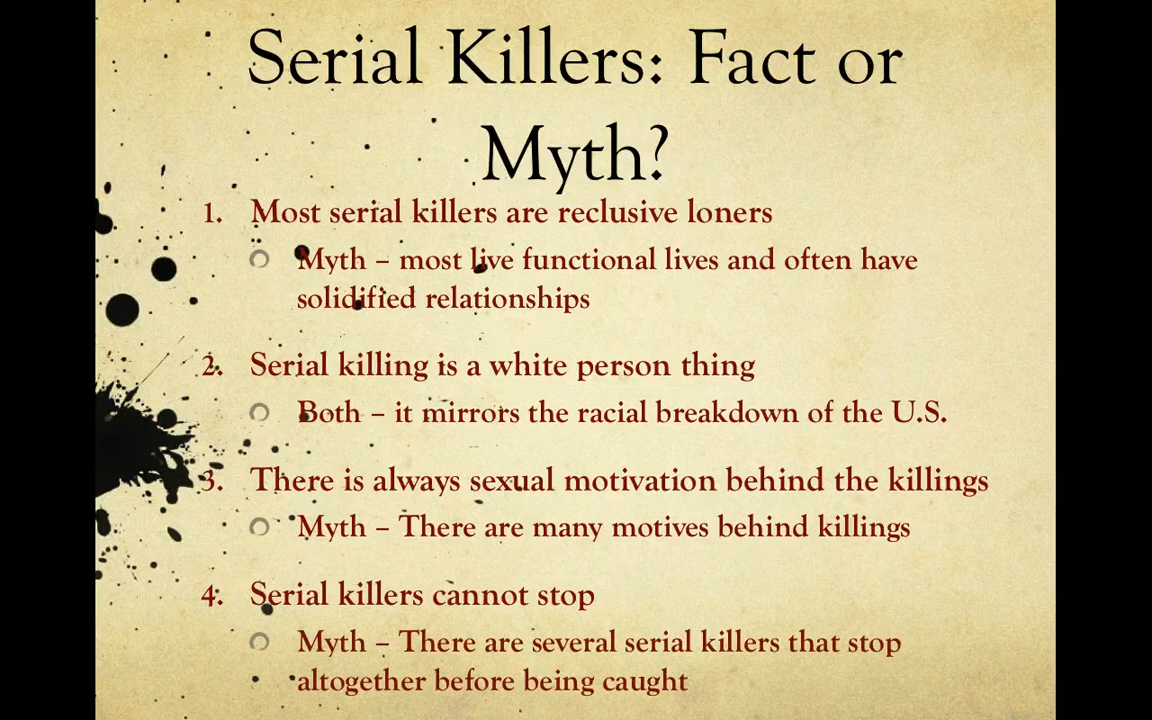 Serial Killers: Fact or
Myth?
1. Most serial killers are reclusive loners
Myth – most live functional lives and often have
solidified relationships
2. Serial killing is a white person thing
Both – it mirrors the racial breakdown of the U.S.
3. There is always sexual motivation behind the killings
Myth – There are many motives behind killings
4. Serial killers cannot stop
Myth – There are several serial killers that stop
altogether before being caught